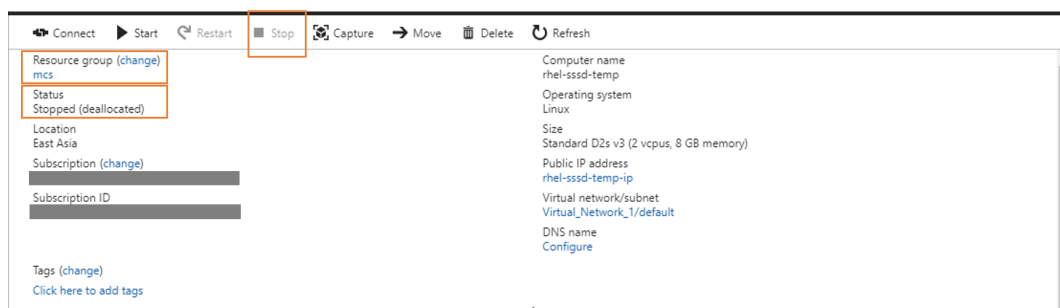 Connect Start Restart Stop Capture Move Delete Refresh
Resource group (change)
mcs
Status
Stopped (deallocated)
Location
East Asia
Subscription (change)
Subscription ID
Tags (change)
Click here to add tags
Computer name
rhel-sssd-temp
Operating system
Linux
Size
Standard D2s v3 (2 vcpus, 8 GB memory)
Public IP address
rhel-sssd-temp-ip
Virtual network/subnet
Virtual_Network_1/default
DNS name
Configure